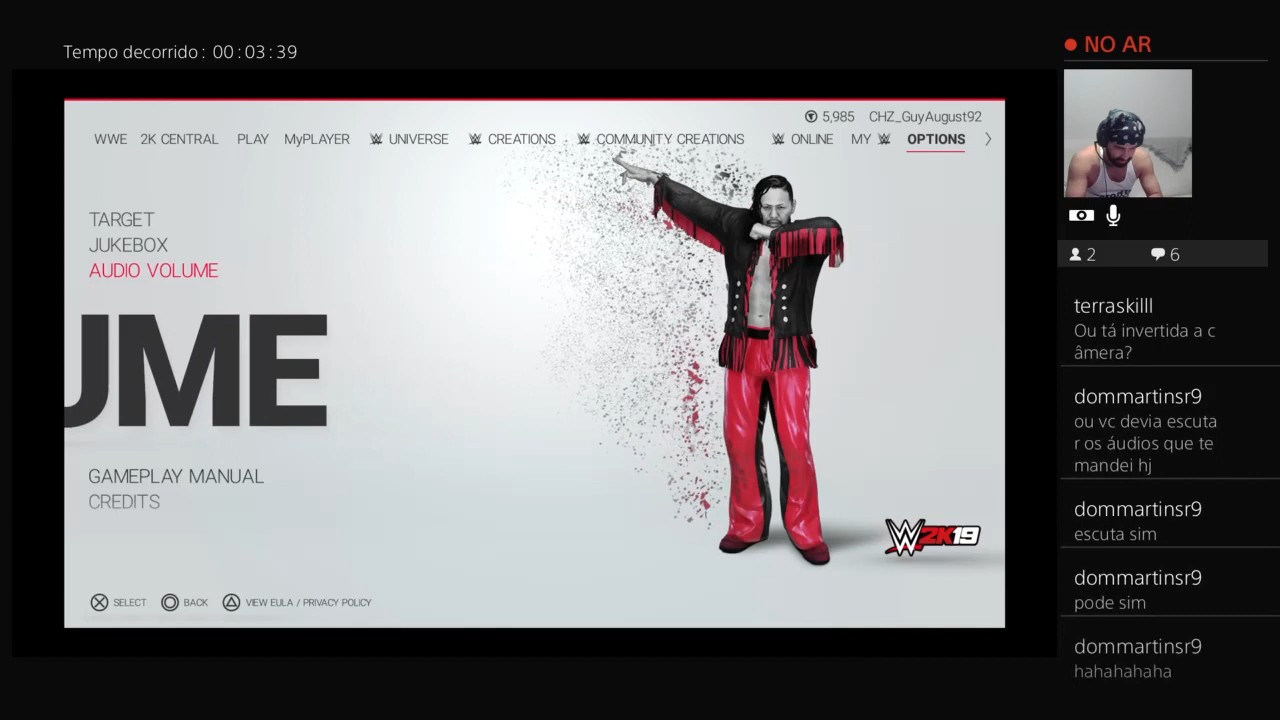 Tempo decorrido: 00:03:39
NO AR
5,985 CHZ_GuyAugust92
WWE 2K CENTRAL PLAY MyPLAYER UNIVERSE CREATIONS COMMUNITY CREATIONS ONLINE MY OPTIONS
TARGET
JUKEBOX
AUDIO VOLUME
UME
GAMEPLAY MANUAL
CREDITS
W 2K19
SELECT BACK VIEW EULA / PRIVACY POLICY
2 6
terraskilll
Ou tá invertida a c
âmera?
dommartinsr9
ou vc devia escuta
r os áudios que te
mandei hj
dommartinsr9
escuta sim
dommartinsr9
pode sim
dommartinsr9
hahahahaha